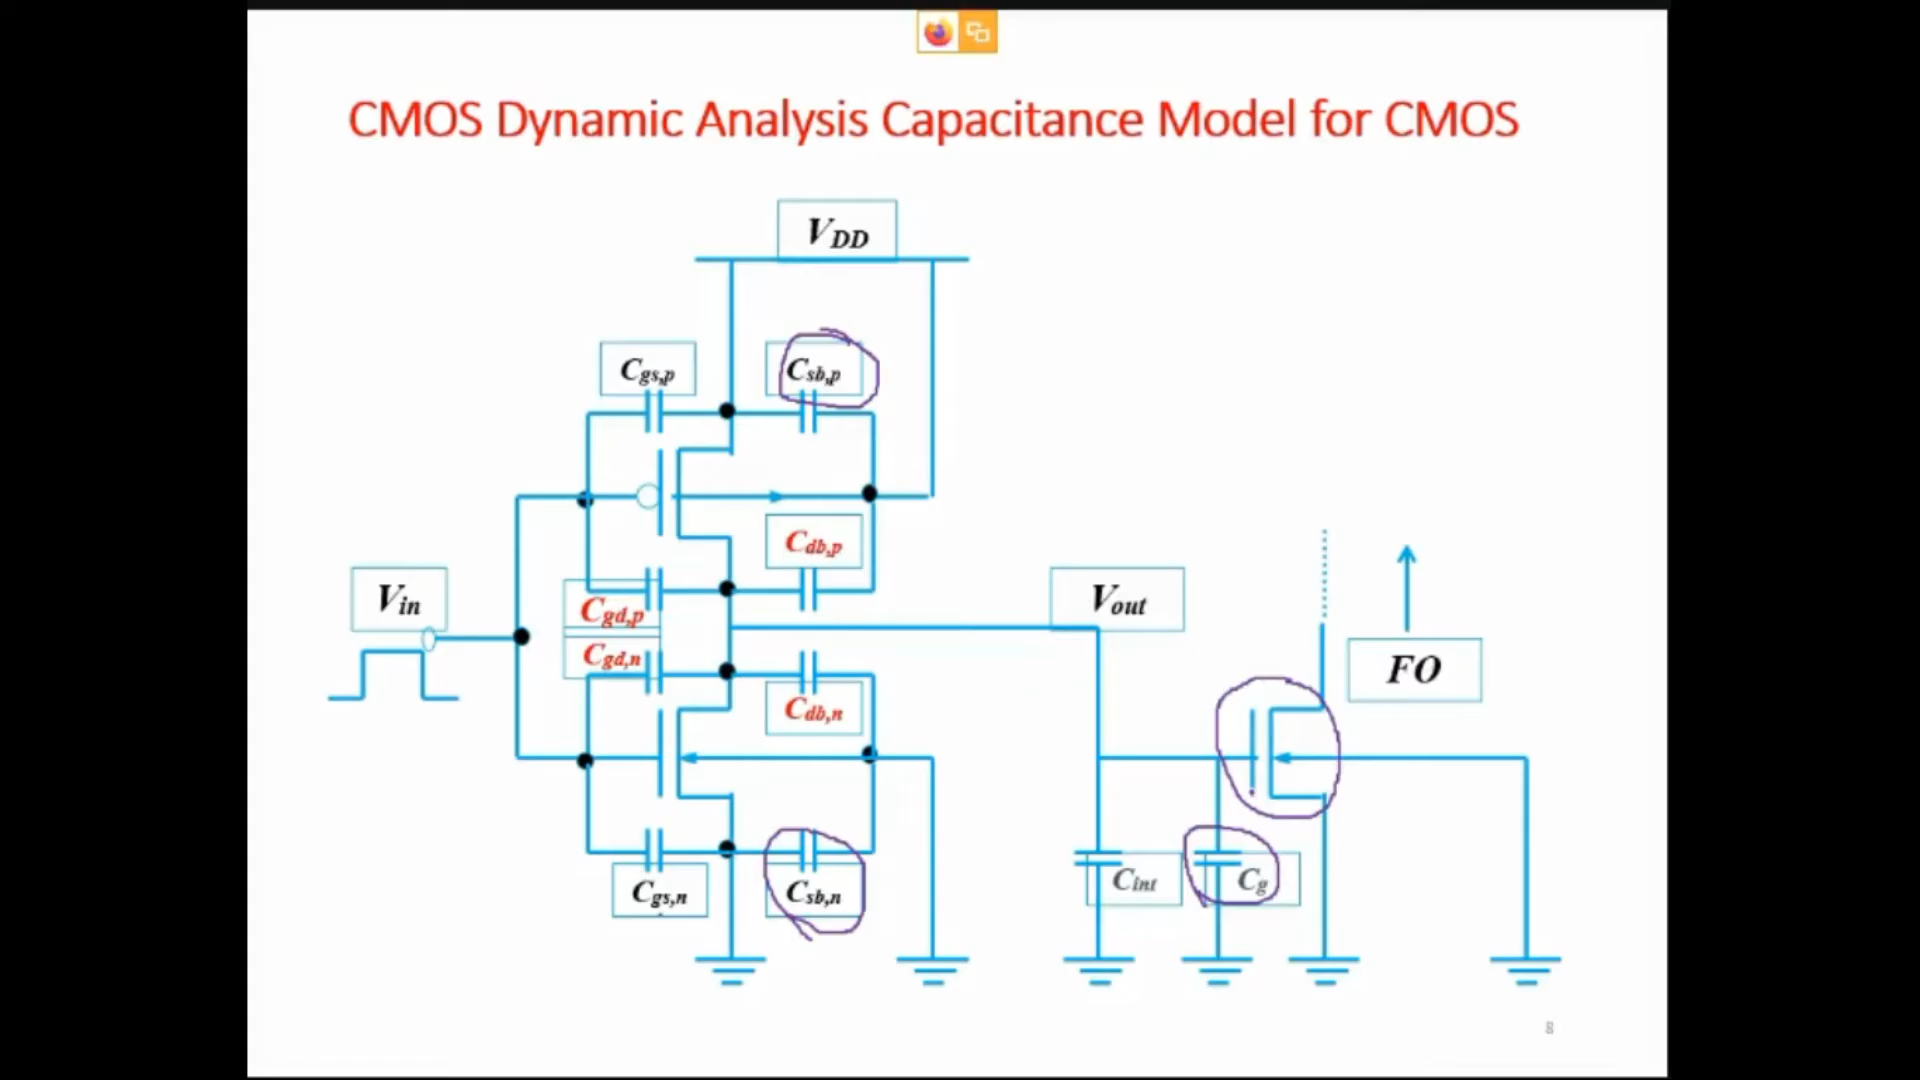 CMOS Dynamic Analysis Capacitance Model for CMOS
VDD
Cgs,p
Csb,p
Cdb,p
Vin
Cgd,p
Vout
Cgd,n
FO
Cdb,n
Cgs,n
Csb,n
Cint
Cg
8